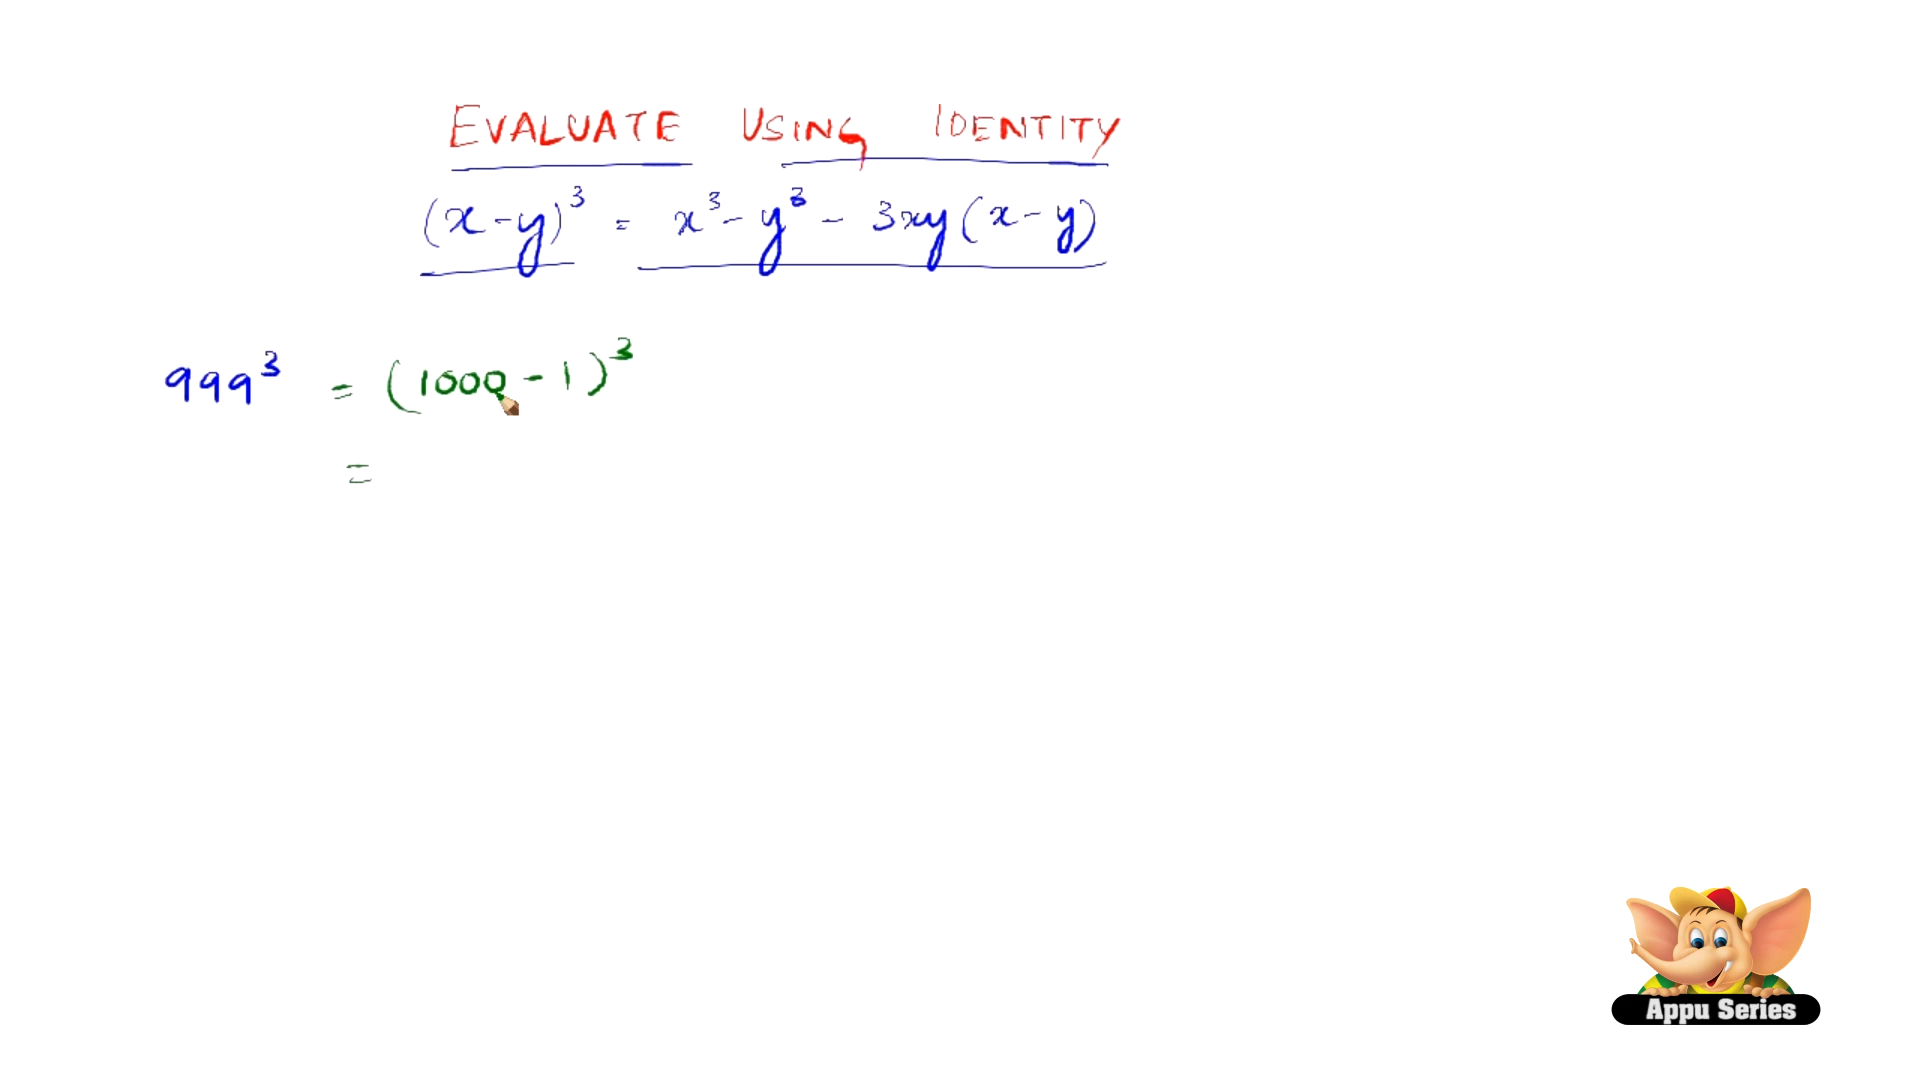 EVALUATE USING IDENTITY
(x-y)³ = x³ - y³ - 3xy(x-y)
999³ = (1000 - 1)³
=
Appu Series